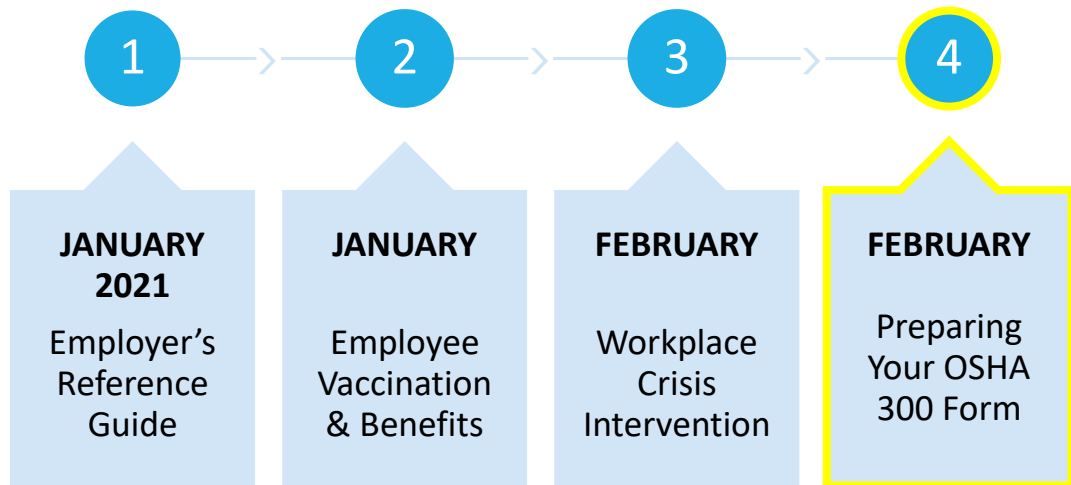 1
2
3
4
JANUARY
2021
Employer’s
Reference
Guide
JANUARY
Employee
Vaccination
& Benefits
FEBRUARY
Workplace
Crisis
Intervention
FEBRUARY
Preparing
Your OSHA
300 Form